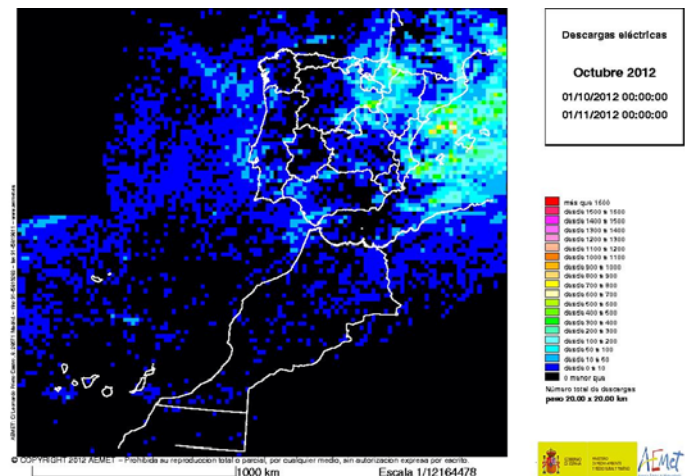 Descargas eléctricas
Octubre 2012
01/10/2012 00:00:00
01/11/2012 00:00:00
más que 1600
desde 1500 a 1600
desde 1400 a 1500
desde 1300 a 1400
desde 1200 a 1300
desde 1100 a 1200
desde 1000 a 1100
desde 900 a 1000
desde 800 a 900
desde 700 a 800
desde 600 a 700
desde 500 a 600
desde 400 a 500
desde 300 a 400
desde 200 a 300
desde 100 a 200
desde 50 a 100
desde 10 a 50
desde 0 a 10
0 menor que
Número total de descargas
paso 20.00 x 20.00 km
© COPYRIGHT 2012 AEMET - Prohibida su reproducción total o parcial, por cualquier medio, sin autorizacion expresa por escrito.
1000 km
Escala 1/12164478
GOBIERNO DE ESPAÑA
AEmet